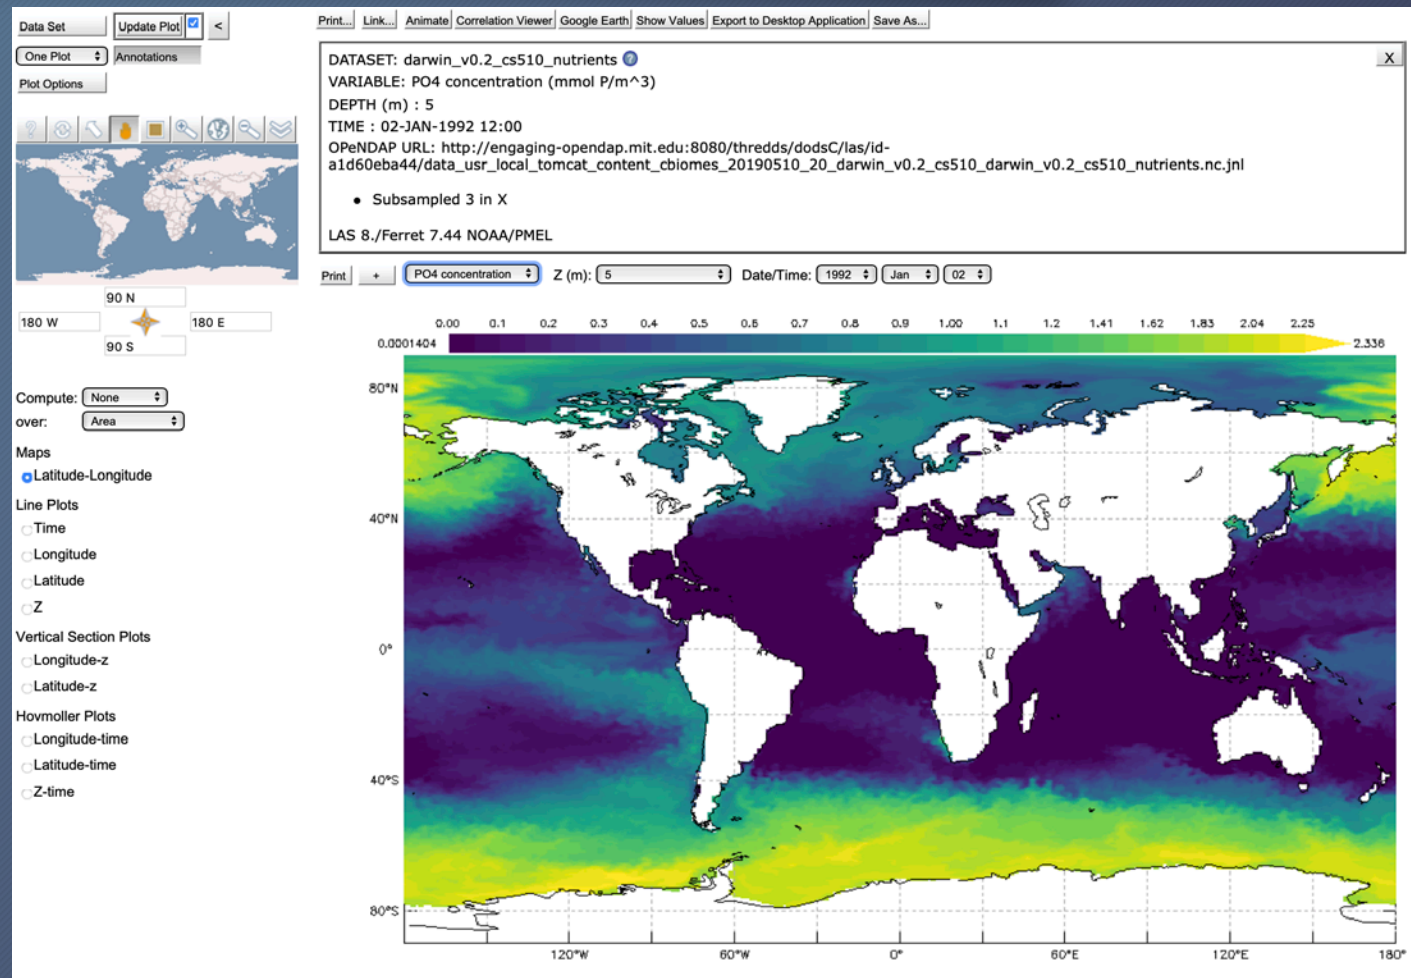 Data Set
Update Plot
<
One Plot
Annotations
Plot Options
90 N
180 W
180 E
90 S
Compute: None
over: Area
Maps
Latitude-Longitude
Line Plots
Time
Longitude
Latitude
Z
Vertical Section Plots
Longitude-z
Latitude-z
Hovmoller Plots
Longitude-time
Latitude-time
Z-time
Print... Link... Animate Correlation Viewer Google Earth Show Values Export to Desktop Application Save As...
DATASET: darwin_v0.2_cs510_nutrients ?
X
VARIABLE: PO4 concentration (mmol P/m^3)
DEPTH (m) : 5
TIME : 02-JAN-1992 12:00
OPeNDAP URL: http://engaging-opendap.mit.edu:8080/thredds/dodsC/las/id-
a1d60eba44/data_usr_local_tomcat_content_cbiomes_20190510_20_darwin_v0.2_cs510_darwin_v0.2_cs510_nutrients.nc.jnl
• Subsampled 3 in X
LAS 8./Ferret 7.44 NOAA/PMEL
Print + PO4 concentration Z (m): 5 Date/Time: 1992 Jan 02
0.00 0.1 0.2 0.3 0.4 0.5 0.6 0.7 0.8 0.9 1.00 1.1 1.2 1.41 1.62 1.83 2.04 2.25
0.0001404 2.336
80°N
40°N
0°
40°S
80°S
120°W 60°W 0° 60°E 120°E 180°